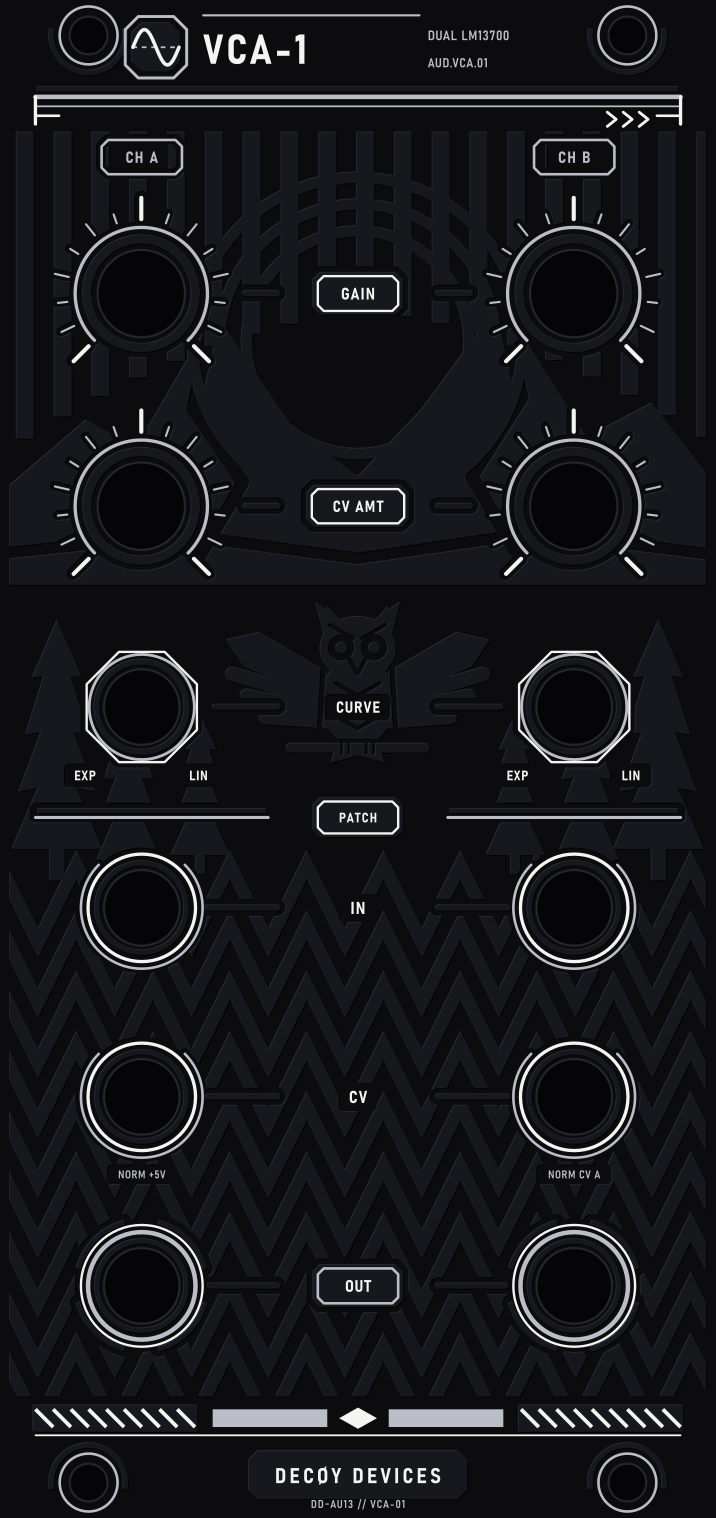 VCA-1
DUAL LM13700
AUD.VCA.01
CH A
CH B
GAIN
CV AMT
CURVE
EXP
LIN
EXP
LIN
PATCH
IN
CV
NORM +5V
NORM CV A
OUT
DECØY DEVICES
DD-AU13 // VCA-01